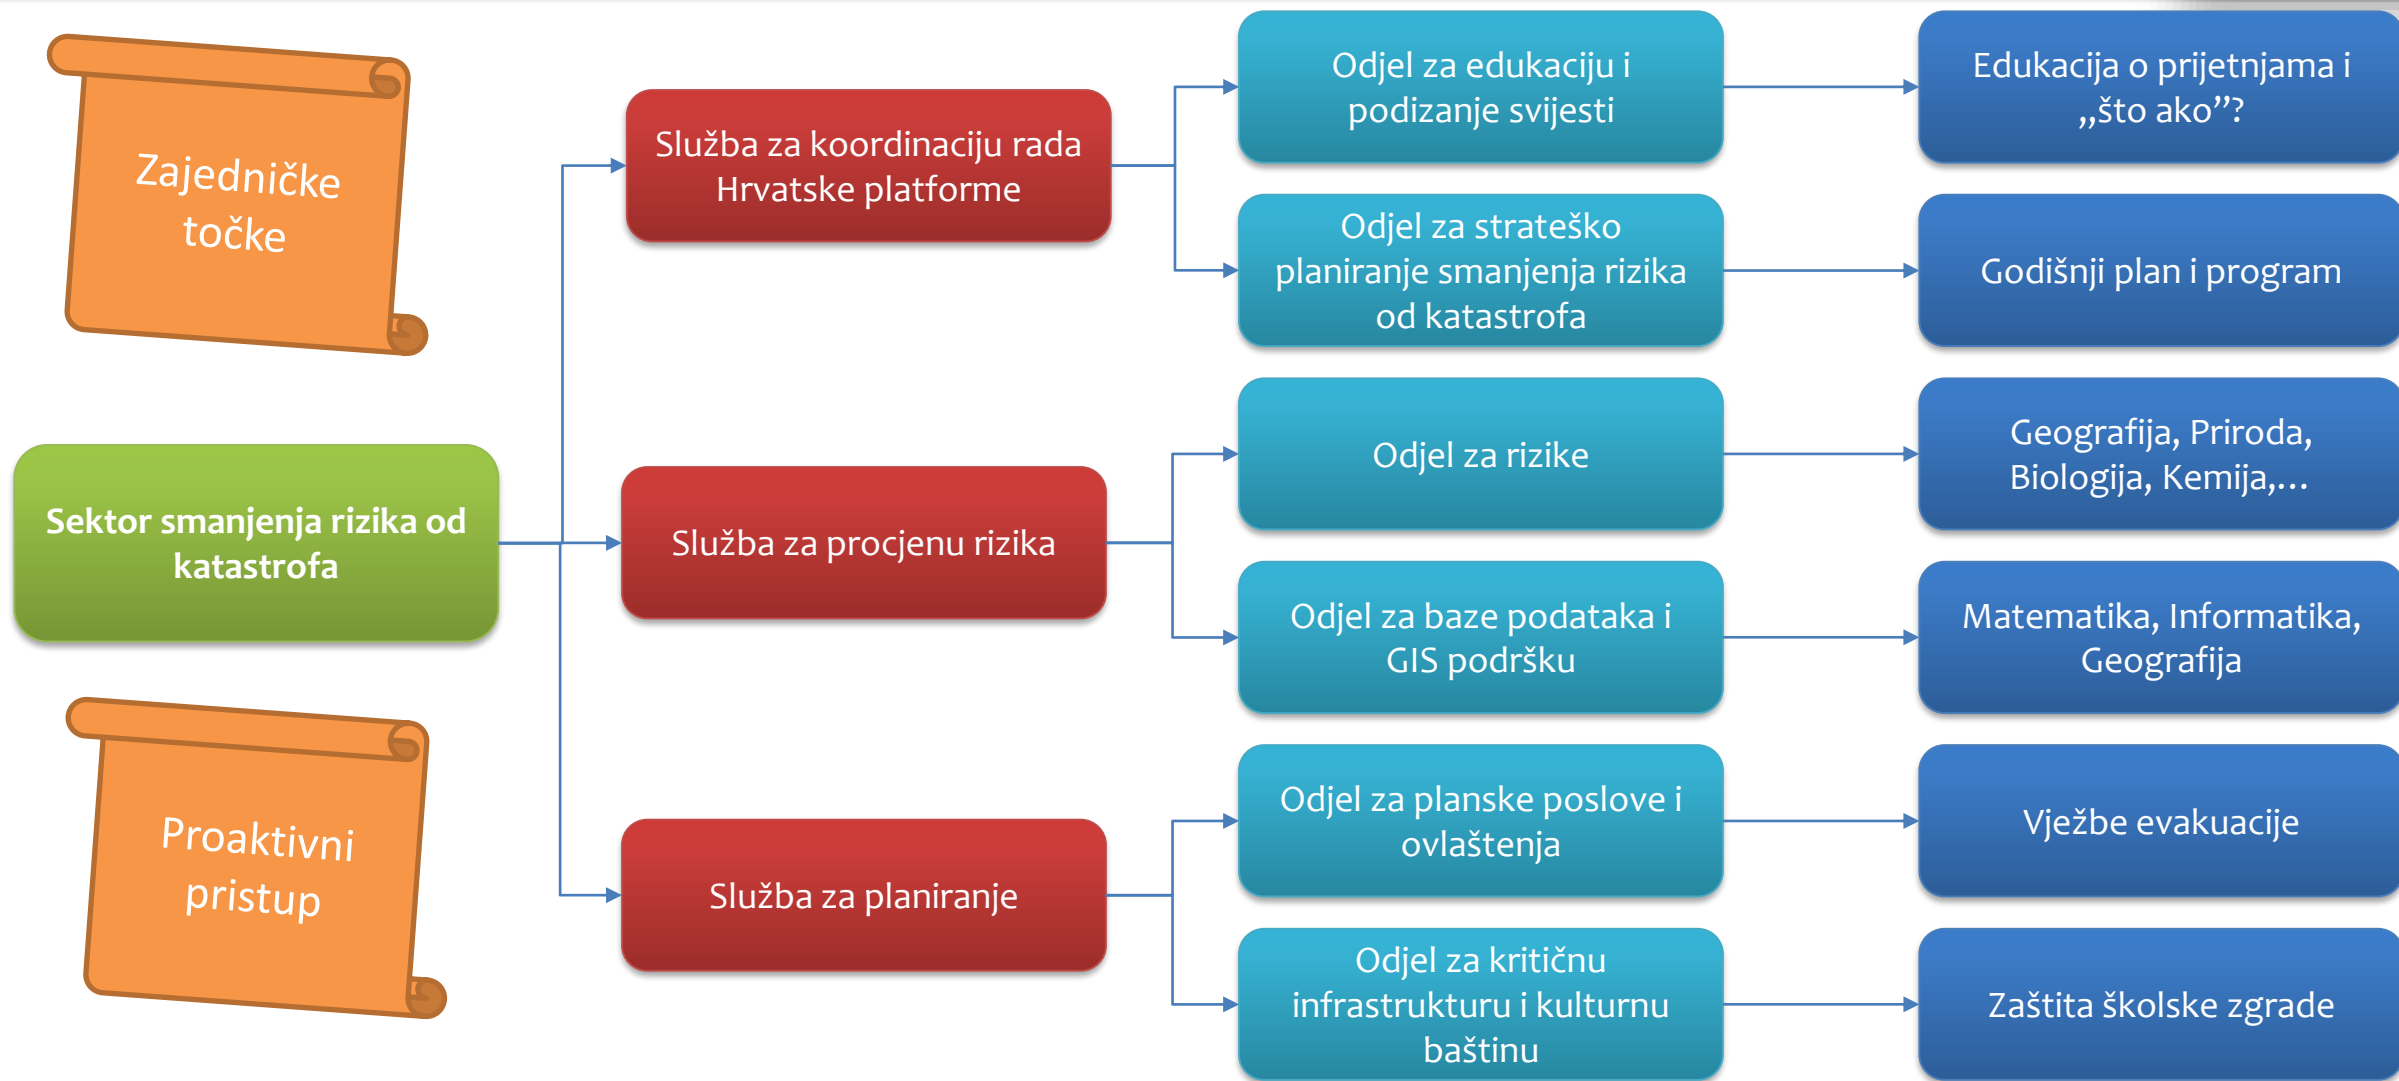 Zajedničke
točke
Sektor smanjenja rizika od
katastrofa
Proaktivni
pristup
Služba za koordinaciju rada
Hrvatske platforme
Služba za procjenu rizika
Služba za planiranje
Odjel za edukaciju i
podizanje svijesti
Odjel za strateško
planiranje smanjenja rizika
od katastrofa
Odjel za rizike
Odjel za baze podataka i
GIS podršku
Odjel za planske poslove i
ovlaštenja
Odjel za kritičnu
infrastrukturu i kulturnu
baštinu
Edukacija o prijetnjama i
„što ako”?
Godišnji plan i program
Geografija, Priroda,
Biologija, Kemija,...
Matematika, Informatika,
Geografija
Vježbe evakuacije
Zaštita školske zgrade